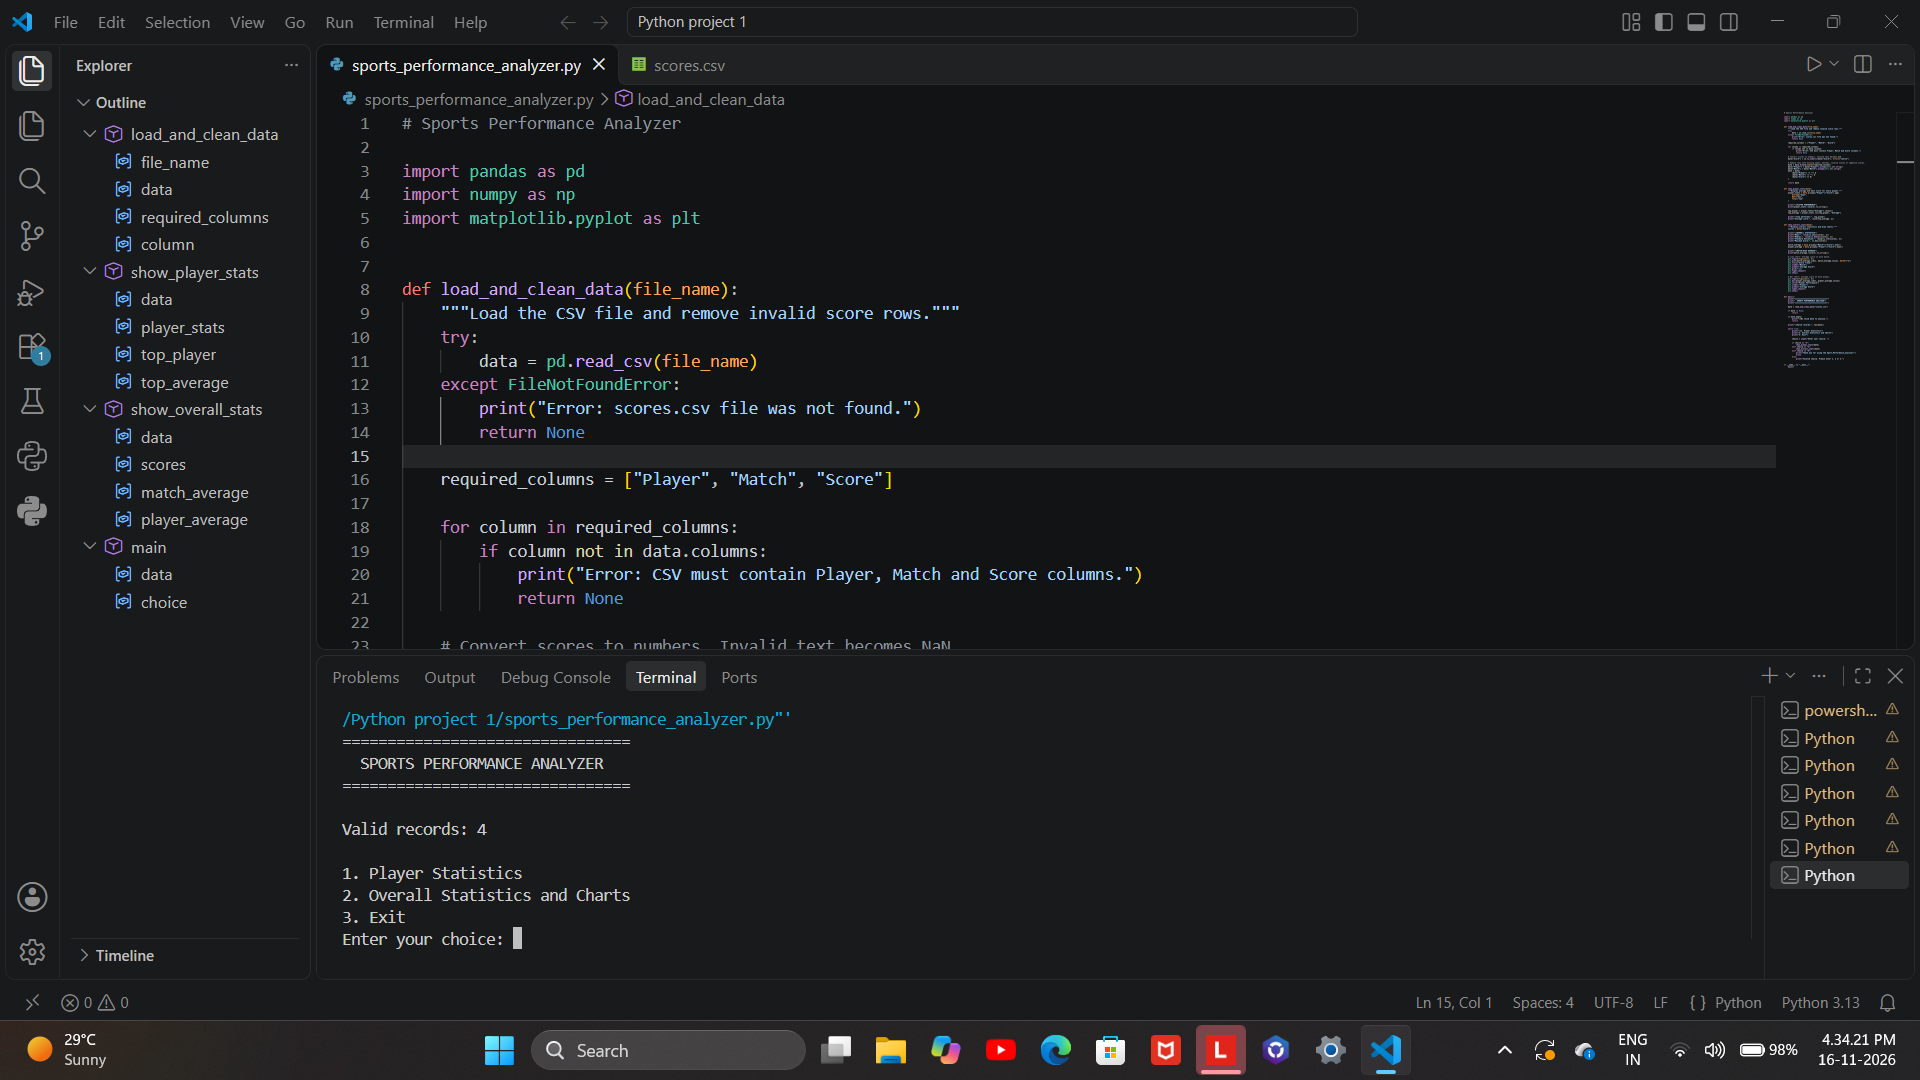 File Edit Selection View Go Run Terminal Help
Python project 1
Explorer
Outline
load_and_clean_data
file_name
data
required_columns
column
show_player_stats
data
player_stats
top_player
top_average
show_overall_stats
data
scores
match_average
player_average
main
data
choice
Timeline
1
sports_performance_analyzer.py
scores.csv
sports_performance_analyzer.py > load_and_clean_data
1 # Sports Performance Analyzer
2
3 import pandas as pd
4 import numpy as np
5 import matplotlib.pyplot as plt
6
7
8 def load_and_clean_data(file_name):
9 """Load the CSV file and remove invalid score rows."""
10 try:
11 data = pd.read_csv(file_name)
12 except FileNotFoundError:
13 print("Error: scores.csv file was not found.")
14 return None
15
16 required_columns = ["Player", "Match", "Score"]
17
18 for column in required_columns:
19 if column not in data.columns:
20 print("Error: CSV must contain Player, Match and Score columns.")
21 return None
22
23 # Convert scores to numbers. Invalid text becomes NaN
Problems Output Debug Console Terminal Ports
/Python project 1/sports_performance_analyzer.py"'
================================
SPORTS PERFORMANCE ANALYZER
================================
Valid records: 4
1. Player Statistics
2. Overall Statistics and Charts
3. Exit
Enter your choice:
powersh...
Python
Python
Python
Python
Python
Python
0 0
Ln 15, Col 1 Spaces: 4 UTF-8 LF { } Python Python 3.13
29°C
Sunny
Search
ENG
IN
98%
4.34.21 PM
16-11-2026